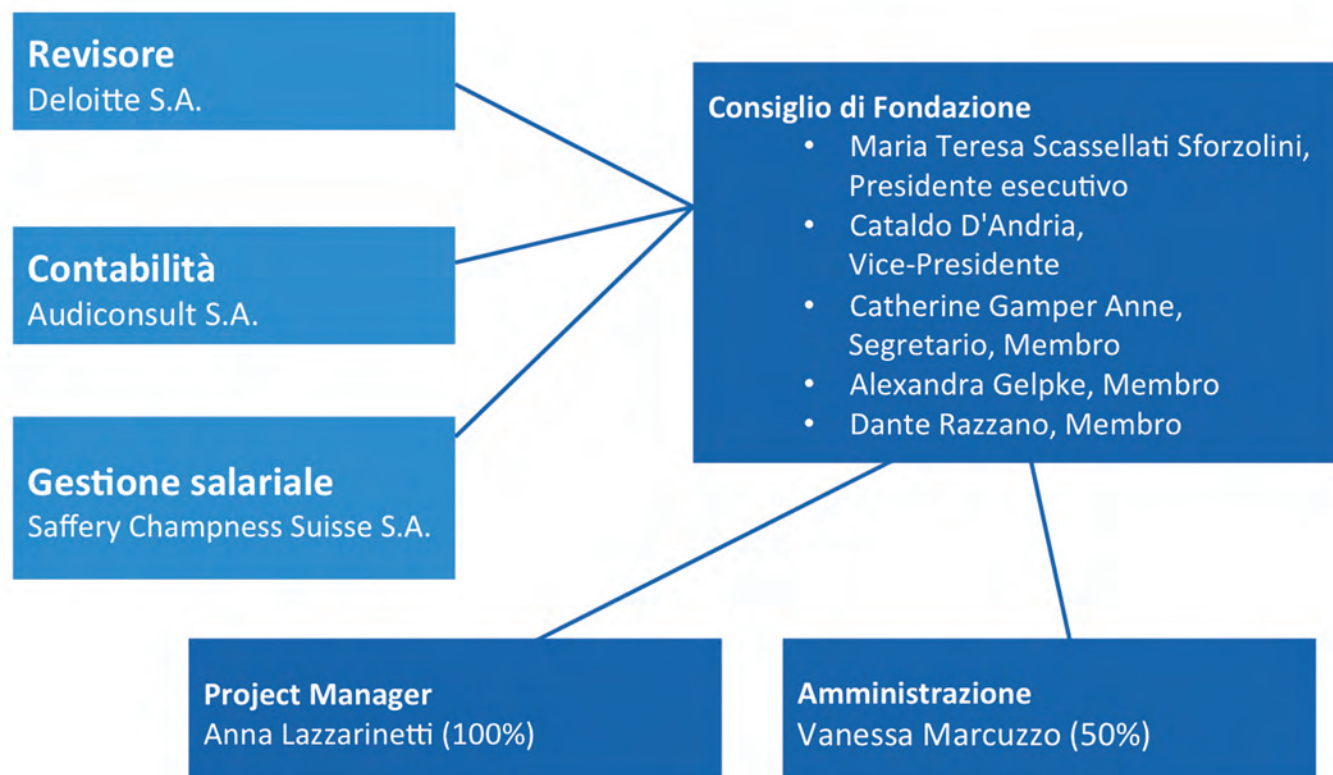 Revisore
Deloitte S.A.
Contabilità
Audiconsult S.A.
Gestione salariale
Saffery Champness Suisse S.A.
Consiglio di Fondazione
• Maria Teresa Scassellati Sforzolini,
Presidente esecutivo
• Cataldo D'Andria,
Vice-Presidente
• Catherine Gamper Anne,
Segretario, Membro
• Alexandra Gelpke, Membro
• Dante Razzano, Membro
Project Manager
Anna Lazzarinetti (100%)
Amministrazione
Vanessa Marcuzzo (50%)